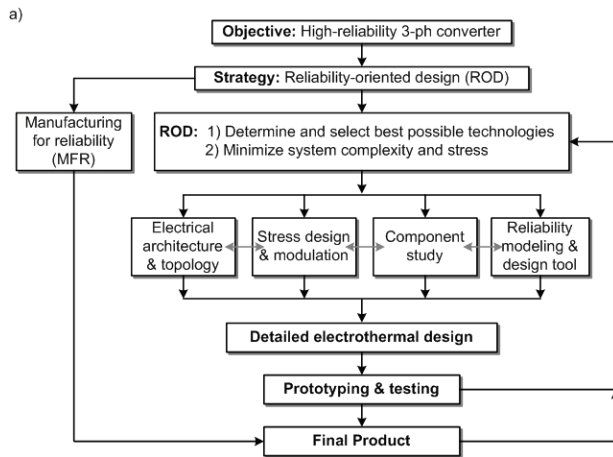 a)
Objective: High-reliability 3-ph converter
Strategy: Reliability-oriented design (ROD)
Manufacturing
for reliability
(MFR)
ROD: 1) Determine and select best possible technologies
2) Minimize system complexity and stress
Electrical
architecture
& topology
Stress design
& modulation
Component
study
Reliability
modeling &
design tool
Detailed electrothermal design
Prototyping & testing
Final Product